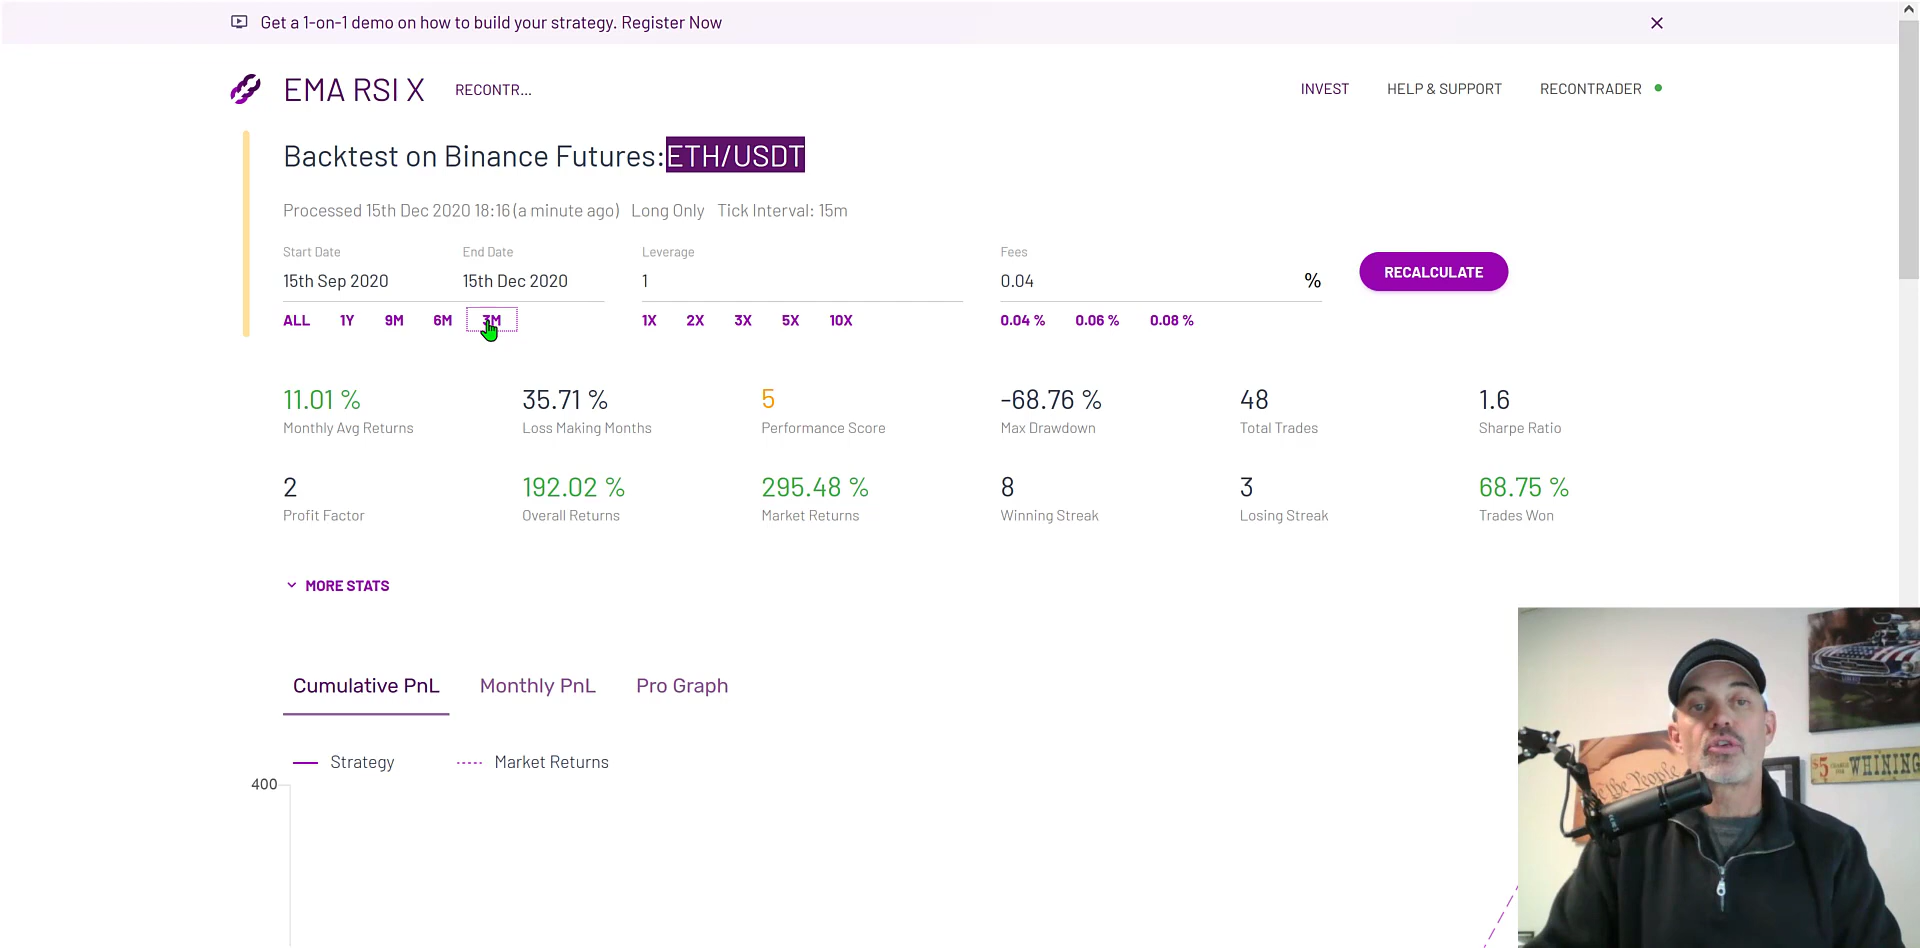 Get a 1-on-1 demo on how to build your strategy. Register Now
EMA RSI X RECONTR... INVEST HELP & SUPPORT RECONTRADER
Backtest on Binance Futures:ETH/USDT
Processed 15th Dec 2020 18:16 (a minute ago) Long Only Tick Interval: 15m
Start Date End Date Leverage Fees
15th Sep 2020 15th Dec 2020 1 0.04 % RECALCULATE
ALL 1Y 9M 6M 3M 1X 2X 3X 5X 10X 0.04 % 0.06 % 0.08 %
11.01 % 35.71 % 5 -68.76 % 48 1.6
Monthly Avg Returns Loss Making Months Performance Score Max Drawdown Total Trades Sharpe Ratio
2 192.02 % 295.48 % 8 3 68.75 %
Profit Factor Overall Returns Market Returns Winning Streak Losing Streak Trades Won
MORE STATS
Cumulative PnL Monthly PnL Pro Graph
Strategy Market Returns
400
$5 WHINING
the People